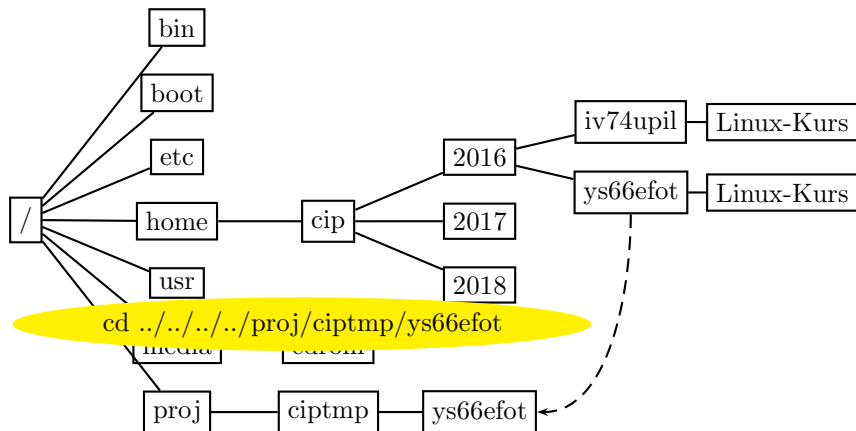 bin
boot
etc
/
home
cip
2016
2017
2018
iv74upil
Linux-Kurs
ys66efot
Linux-Kurs
usr
cd ../../../../proj/ciptmp/ys66efot
media
cdrom
proj
ciptmp
ys66efot